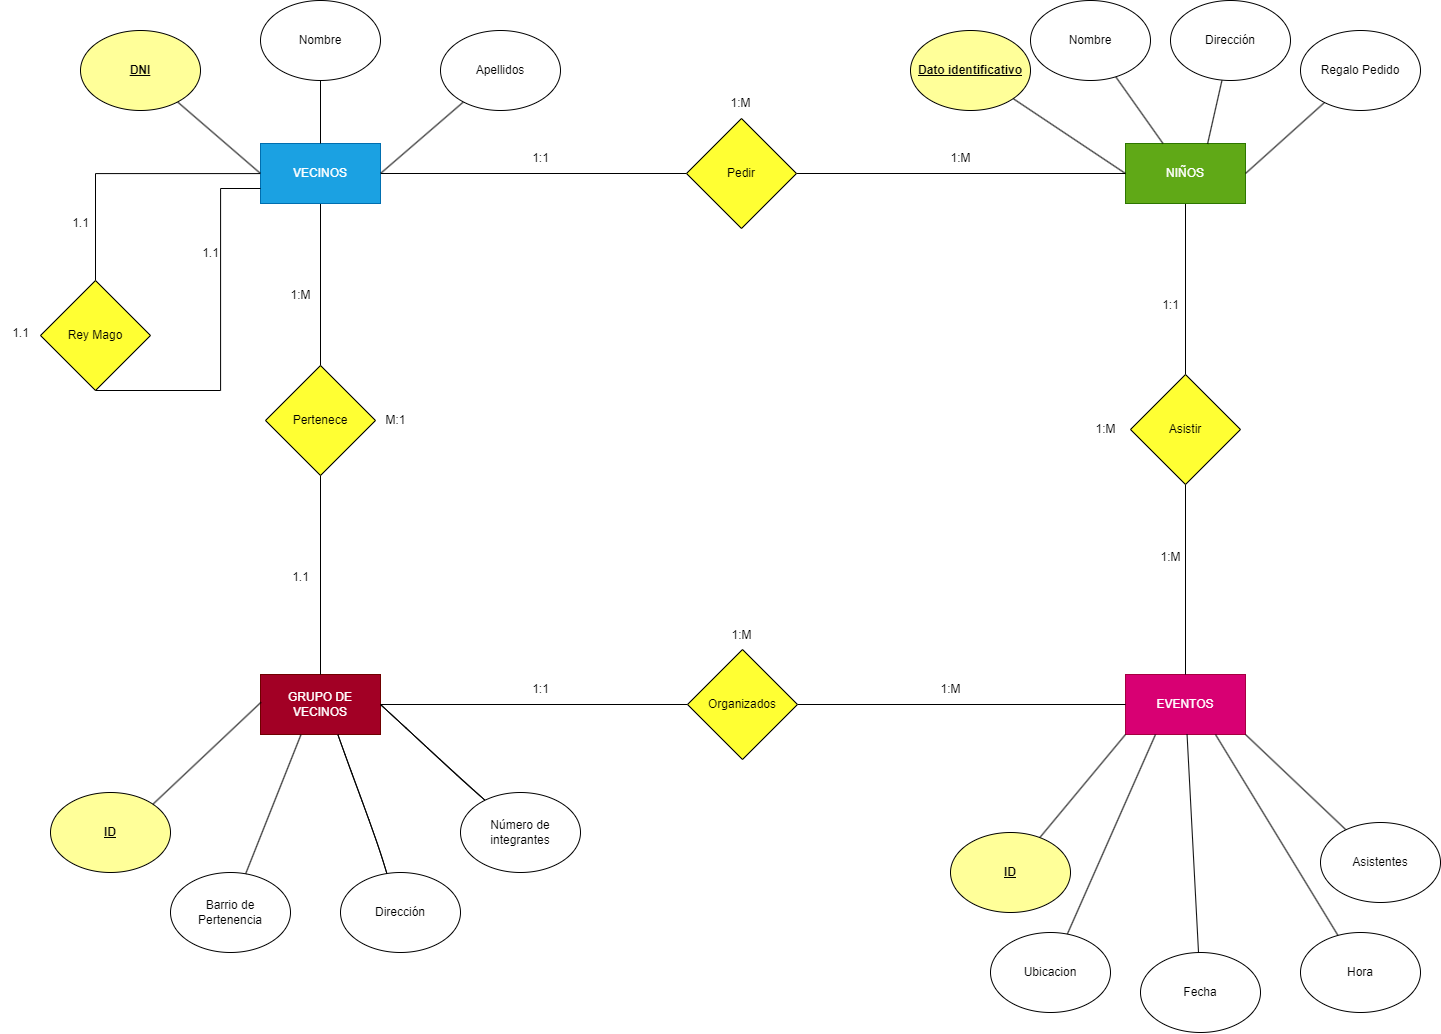 Nombre
Nombre
Dirección
DNI
Apellidos
Dato identificativo
Regalo Pedido
1:M
1:1
1:M
VECINOS
Pedir
NIÑOS
1.1
1.1
1:M
1:1
1.1
Rey Mago
Pertenece
M:1
1:M
Asistir
1:M
1.1
1:M
1:1
1:M
GRUPO DE
VECINOS
Organizados
EVENTOS
ID
Número de
integrantes
Asistentes
ID
Barrio de
Pertenencia
Dirección
Ubicacion
Hora
Fecha